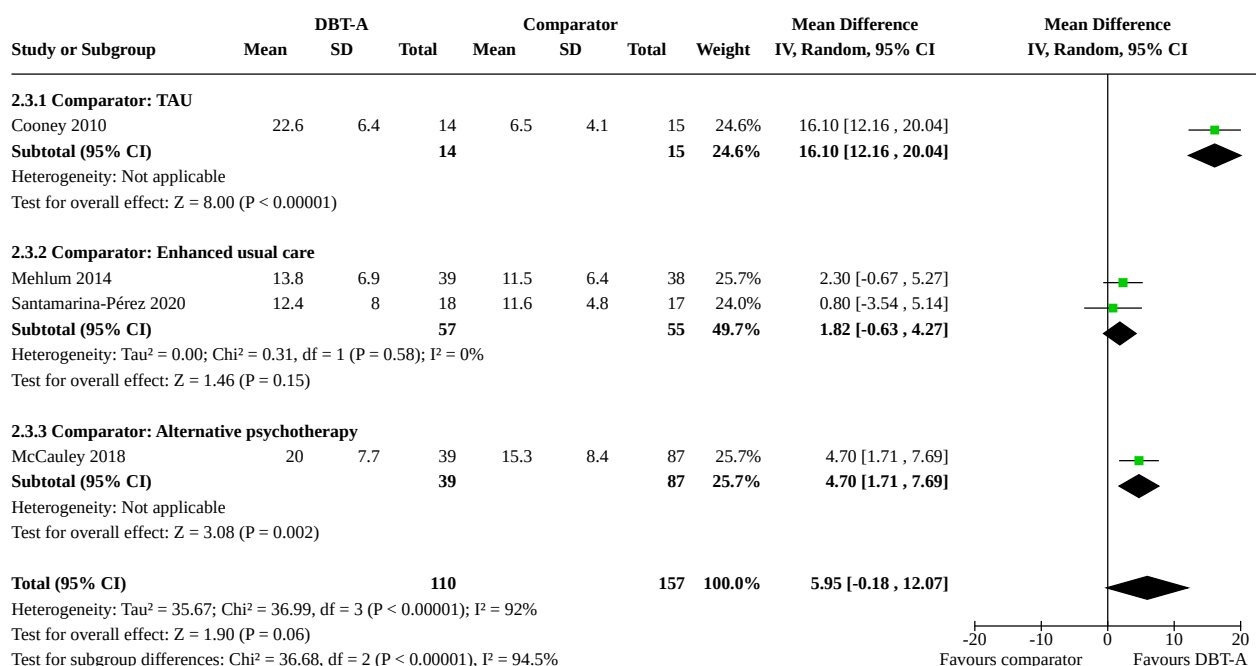 DBT-A Comparator Mean Difference Mean Difference
Study or Subgroup Mean SD Total Mean SD Total Weight IV, Random, 95% CI IV, Random, 95% CI
2.3.1 Comparator: TAU
Cooney 2010 22.6 6.4 14 6.5 4.1 15 24.6% 16.10 [12.16 , 20.04]
Subtotal (95% CI) 14 15 24.6% 16.10 [12.16 , 20.04]
Heterogeneity: Not applicable
Test for overall effect: Z = 8.00 (P < 0.00001)
2.3.2 Comparator: Enhanced usual care
Mehlum 2014 13.8 6.9 39 11.5 6.4 38 25.7% 2.30 [-0.67 , 5.27]
Santamarina-Pérez 2020 12.4 8 18 11.6 4.8 17 24.0% 0.80 [-3.54 , 5.14]
Subtotal (95% CI) 57 55 49.7% 1.82 [-0.63 , 4.27]
Heterogeneity: Tau² = 0.00; Chi² = 0.31, df = 1 (P = 0.58); I² = 0%
Test for overall effect: Z = 1.46 (P = 0.15)
2.3.3 Comparator: Alternative psychotherapy
McCauley 2018 20 7.7 39 15.3 8.4 87 25.7% 4.70 [1.71 , 7.69]
Subtotal (95% CI) 39 87 25.7% 4.70 [1.71 , 7.69]
Heterogeneity: Not applicable
Test for overall effect: Z = 3.08 (P = 0.002)
Total (95% CI) 110 157 100.0% 5.95 [-0.18 , 12.07]
Heterogeneity: Tau² = 35.67; Chi² = 36.99, df = 3 (P < 0.00001); I² = 92%
Test for overall effect: Z = 1.90 (P = 0.06)
-20 -10 0 10 20
Test for subgroup differences: Chi² = 36.68, df = 2 (P < 0.00001), I² = 94.5%
Favours comparator Favours DBT-A